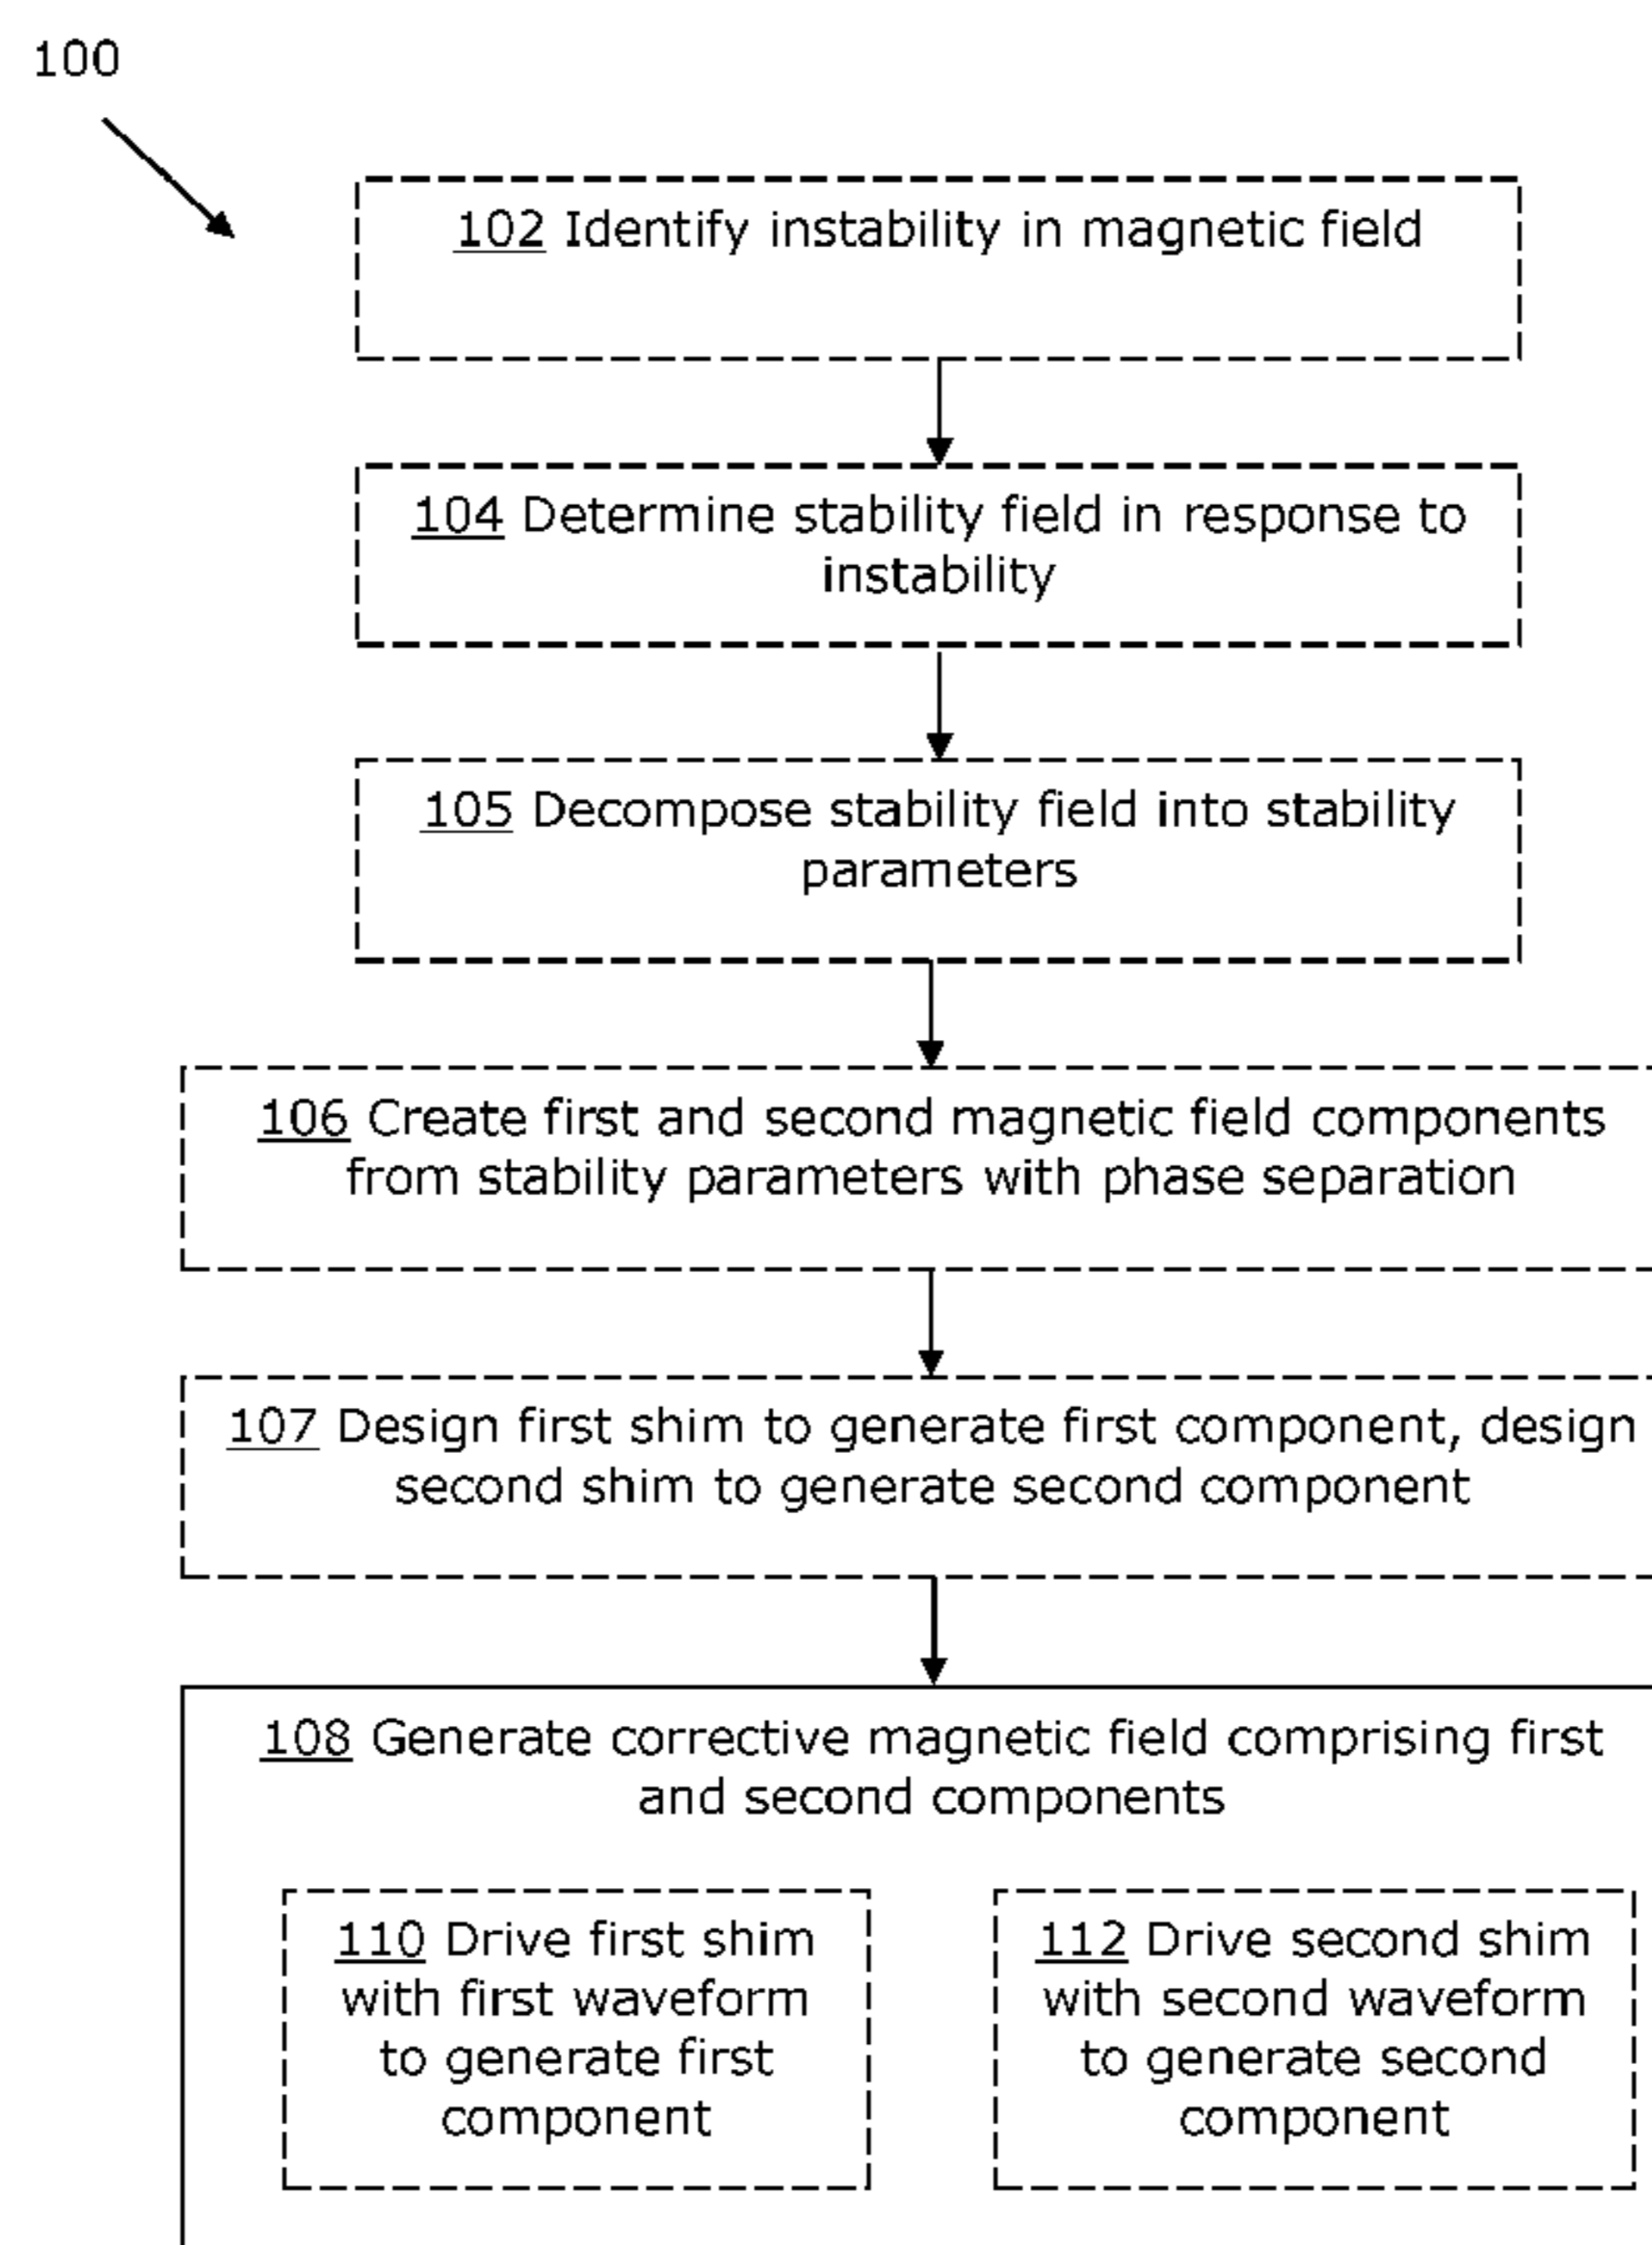 100
102 Identify instability in magnetic field
104 Determine stability field in response to
instability
105 Decompose stability field into stability
parameters
106 Create first and second magnetic field components
from stability parameters with phase separation
107 Design first shim to generate first component, design
second shim to generate second component
108 Generate corrective magnetic field comprising first
and second components
110 Drive first shim
with first waveform
to generate first
component
112 Drive second shim
with second waveform
to generate second
component